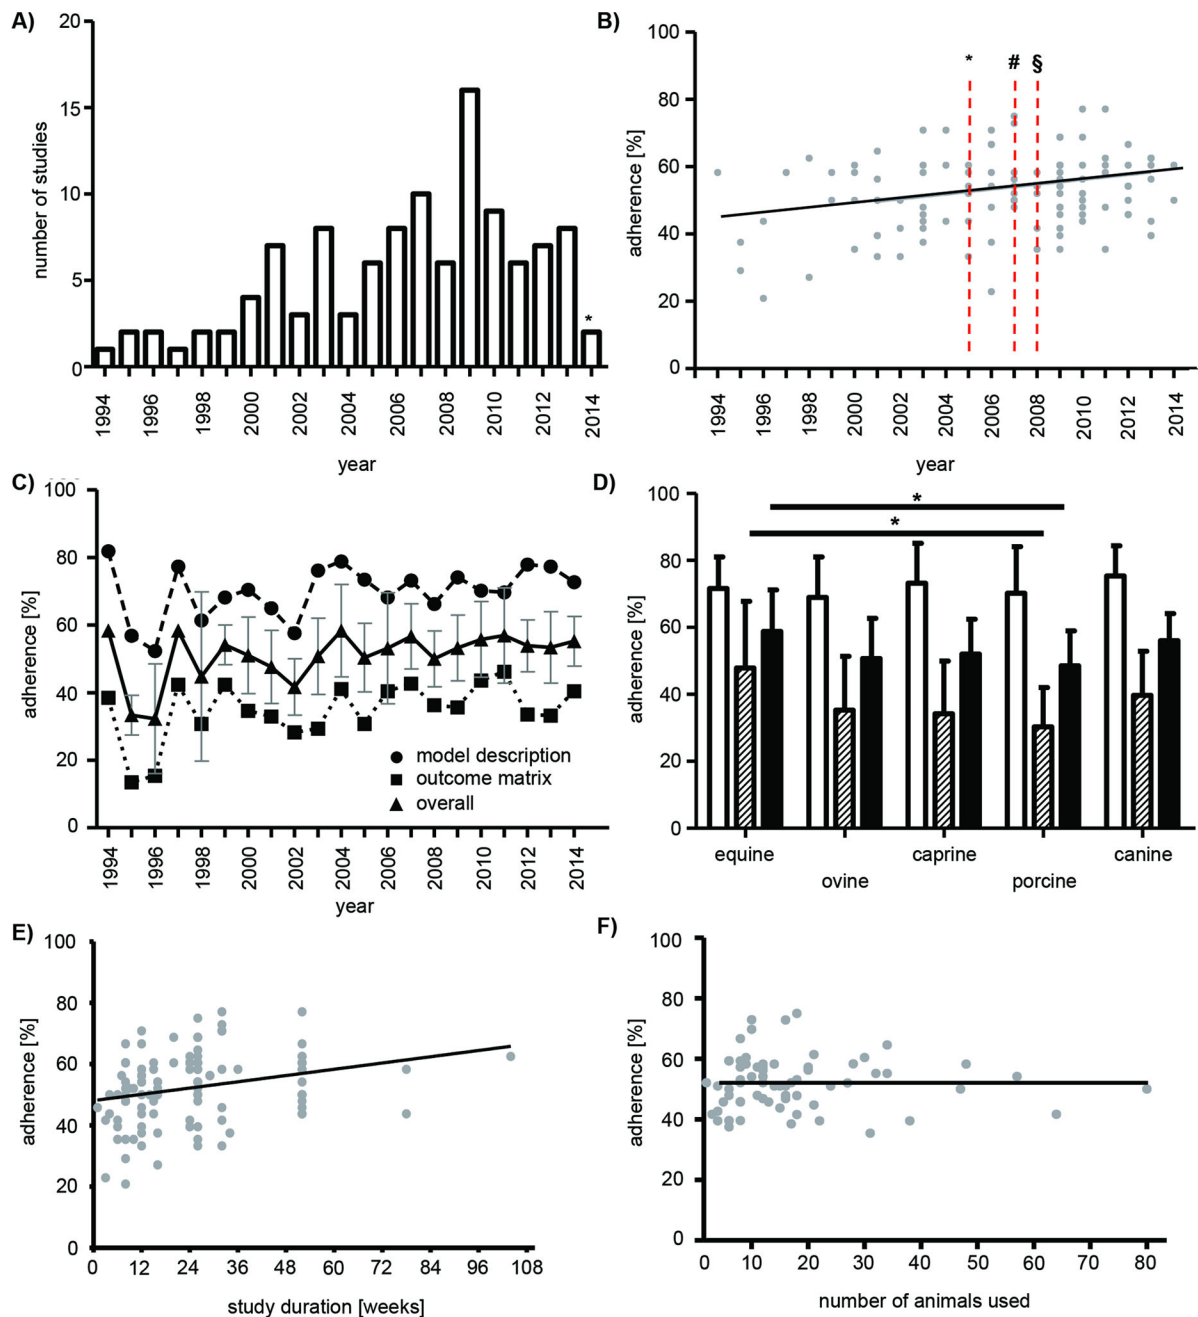 A)
20
15
10
5
0
number of studies
*
1994
1996
1998
2000
2002
2004
2006
2008
2010
2012
2014
year
B)
100
80
60
40
20
0
adherence [%]
* # §
1994
1996
1998
2000
2002
2004
2006
2008
2010
2012
2014
year
C)
100
80
60
40
20
0
adherence [%]
model description
outcome matrix
overall
1994
1996
1998
2000
2002
2004
2006
2008
2010
2012
2014
year
D)
100
80
60
40
20
0
adherence [%]
*
*
equine
ovine
caprine
porcine
canine
E)
100
80
60
40
20
0
adherence [%]
0 12 24 36 48 60 72 84 96 108
study duration [weeks]
F)
100
80
60
40
20
0
adherence [%]
0 10 20 30 40 50 60 70 80
number of animals used